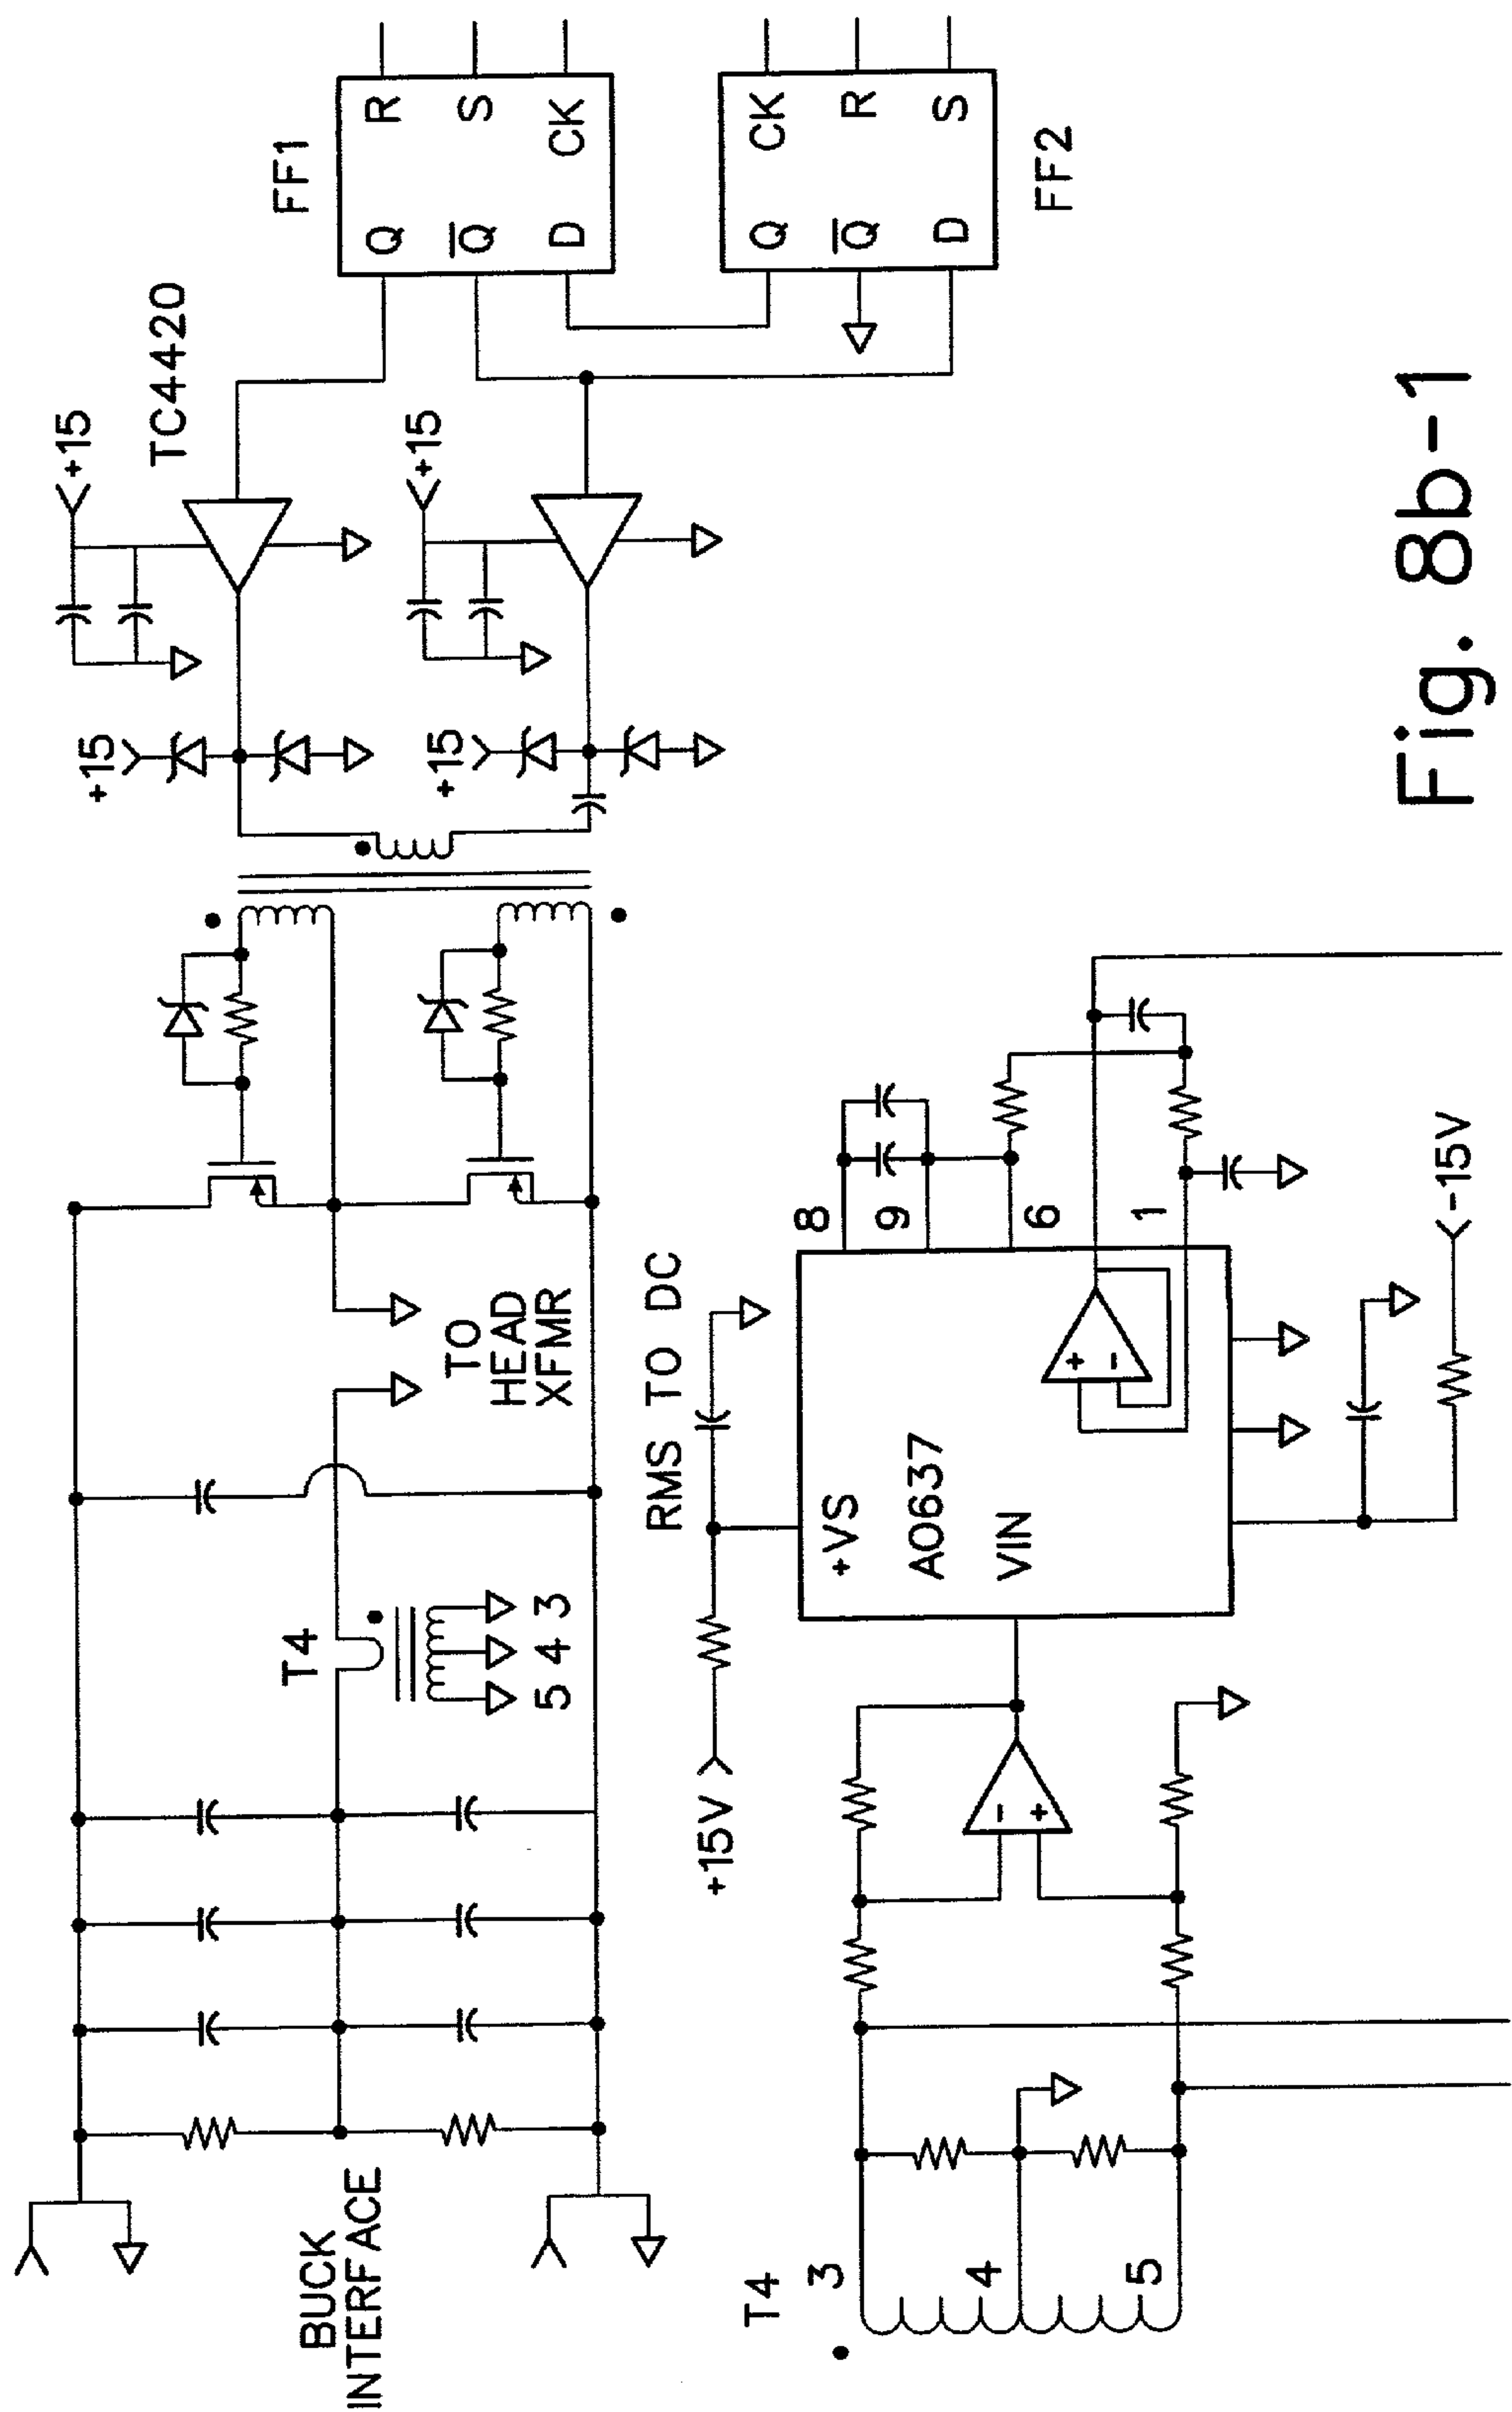 FF1
R
S
CK
Q
Q
D
FF2
CK
R
S
Q
Q
D
TC4420
+15
+15
+15
+15
TO
HEAD
XFMR
T4
5 4 3
BUCK
INTERFACE
RMS TO DC
+15V
+VS
AO637
VIN
8
9
6
1
+
-
-15V
-
+
T4
3
4
5
Fig. 8b-1